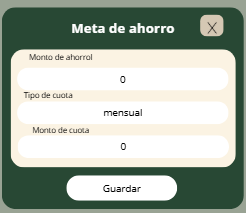 Meta de ahorro
X
Monto de ahorrol
0
Tipo de cuota
mensual
Monto de cuota
0
Guardar